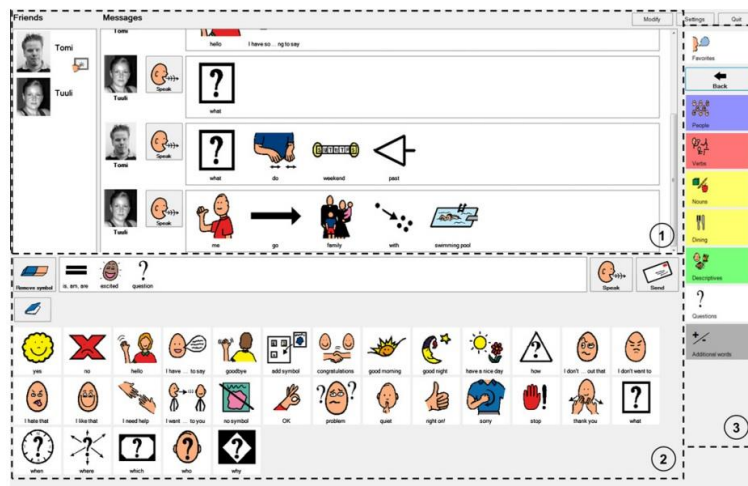 Friends
Messages
Modify
Settings
Quit
Tomi
Tuuli
Tomi
hello
I have so ... ng to say
Tuuli
Speak
what
Tomi
Speak
what
do
weekend
past
Tuuli
Speak
me
go
family
with
swimming pool
1
Favorites
Back
People
Verbs
Nouns
Dining
Descriptives
Questions
Additional words
3
Remove symbol
is, am, are
excited
question
Speak
Send
yes
no
hello
I have ... to say
goodbye
add symbol
congratulations
good morning
good night
have a nice day
how
I don't ... out that
I don't want to
I hate that
I like that
I need help
I want ... to you
no symbol
OK
problem
quiet
right on!
sorry
stop
thank you
what
when
where
which
who
why
2